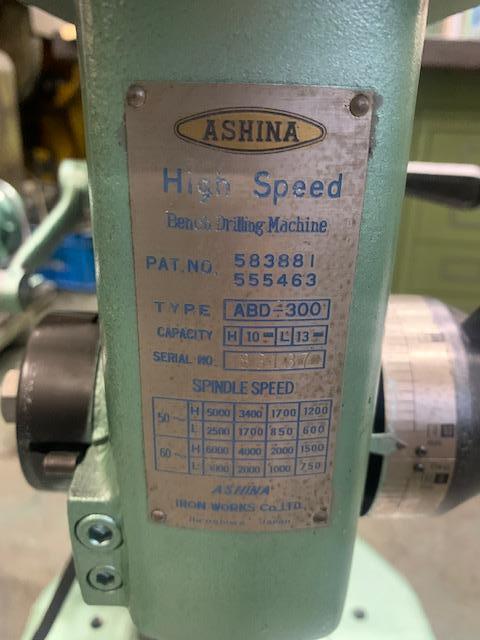 ASHINA
High Speed
Bench Drilling Machine
PAT. NO. 583881
555463
TYPE ABD-300
CAPACITY H 10 L 13
SERIAL NO.
SPINDLE SPEED
50~ H 5000 3400 1700 1200
L 2500 1700 850 600
60~ H 6000 4000 2000 1500
L 3000 2000 1000 750
ASHINA
IRON WORKS Co. LTD.
Hiroshima Japan